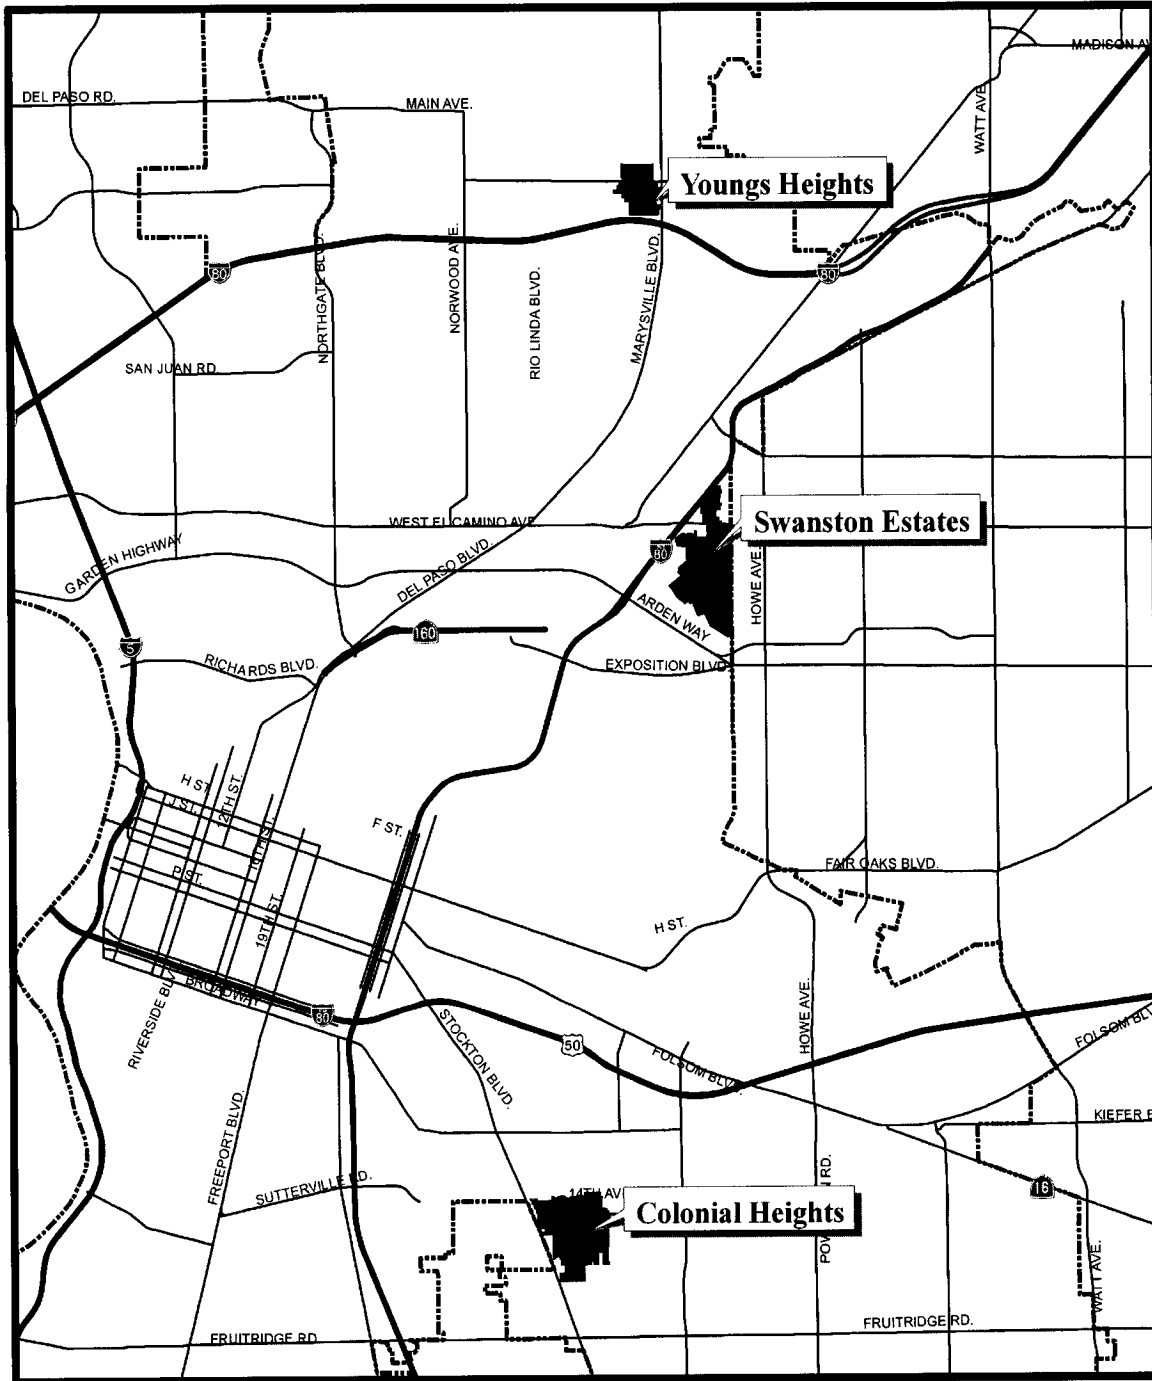 MADISON AV
DEL PASO RD.
MAIN AVE.
WATT AVE.
Youngs Heights
80
80
NORTHGATE BLVD.
NORWOOD AVE.
RIO LINDA BLVD.
MARYSVILLE BLVD.
SAN JUAN RD.
WEST EL CAMINO AVE
Swanston Estates
GARDEN HIGHWAY
DEL PASO BLVD.
80
HOWE AVE.
ARDEN WAY
160
5
RICHARDS BLVD.
EXPOSITION BLVD.
H ST.
J ST.
12TH ST.
16TH ST.
F ST.
P ST.
19TH ST.
FAIR OAKS BLVD.
H ST.
BROADWAY
80
RIVERSIDE BLV
STOCKTON BLVD.
50
HOWE AVE.
FOLSOM BLVD.
FOLSOM BLV
FREEPORT BLVD.
KIEFER B
SUTTERVILLE RD.
14TH AV
16
Colonial Heights
WATT AVE.
FRUITRIDGE RD.
FRUITRIDGE RD.